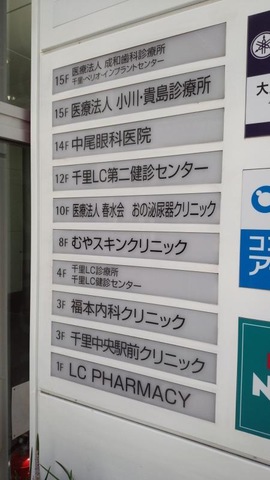 15F 医療法人 成和歯科診療所
千里・ペリオインプラントセンター
15F 医療法人 小川・貴島診療所
14F 中尾眼科医院
12F 千里LC第二健診センター
10F 医療法人 春水会 おの泌尿器クリニック
8F むやスキンクリニック
4F 千里LC診療所
千里LC健診センター
3F 福本内科クリニック
3F 千里中央駅前クリニック
1F LC PHARMACY
大
コ
ア
N